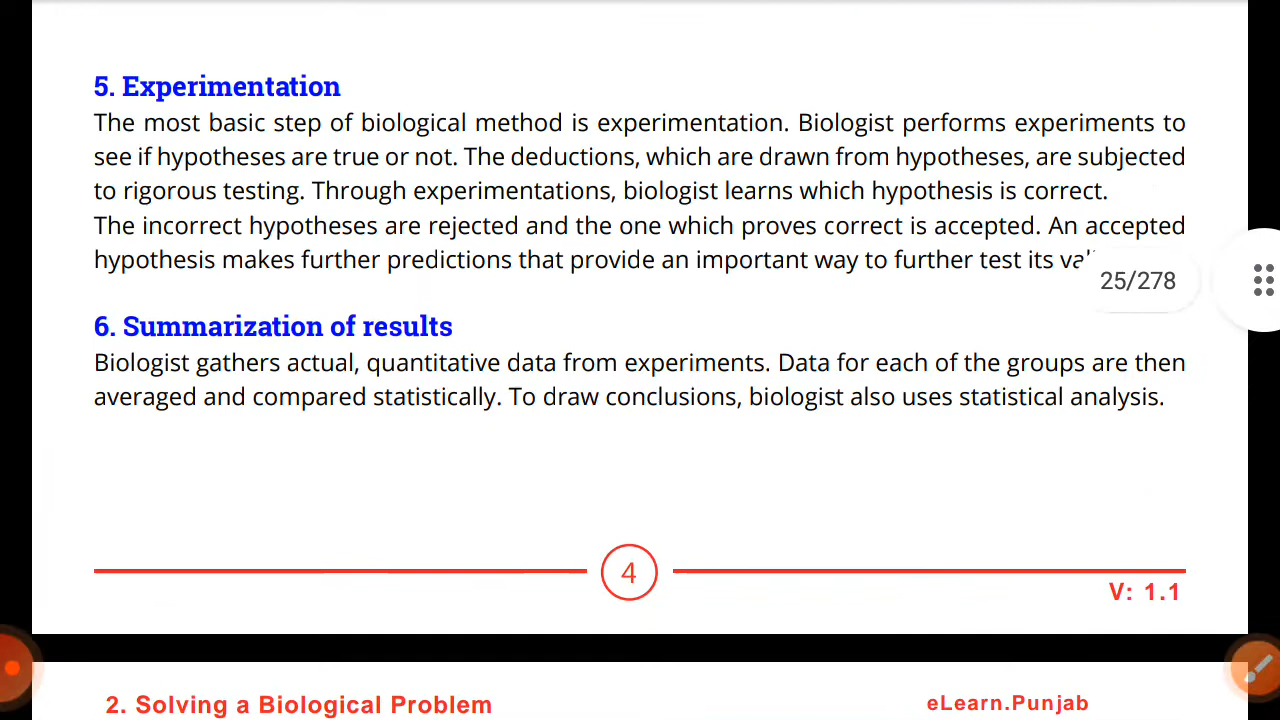 5. Experimentation
The most basic step of biological method is experimentation. Biologist performs experiments to
see if hypotheses are true or not. The deductions, which are drawn from hypotheses, are subjected
to rigorous testing. Through experimentations, biologist learns which hypothesis is correct.
The incorrect hypotheses are rejected and the one which proves correct is accepted. An accepted
hypothesis makes further predictions that provide an important way to further test its
25/278
6. Summarization of results
Biologist gathers actual, quantitative data from experiments. Data for each of the groups are then
averaged and compared statistically. To draw conclusions, biologist also uses statistical analysis.
4
V: 1.1
2. Solving a Biological Problem
eLearn.Punjab